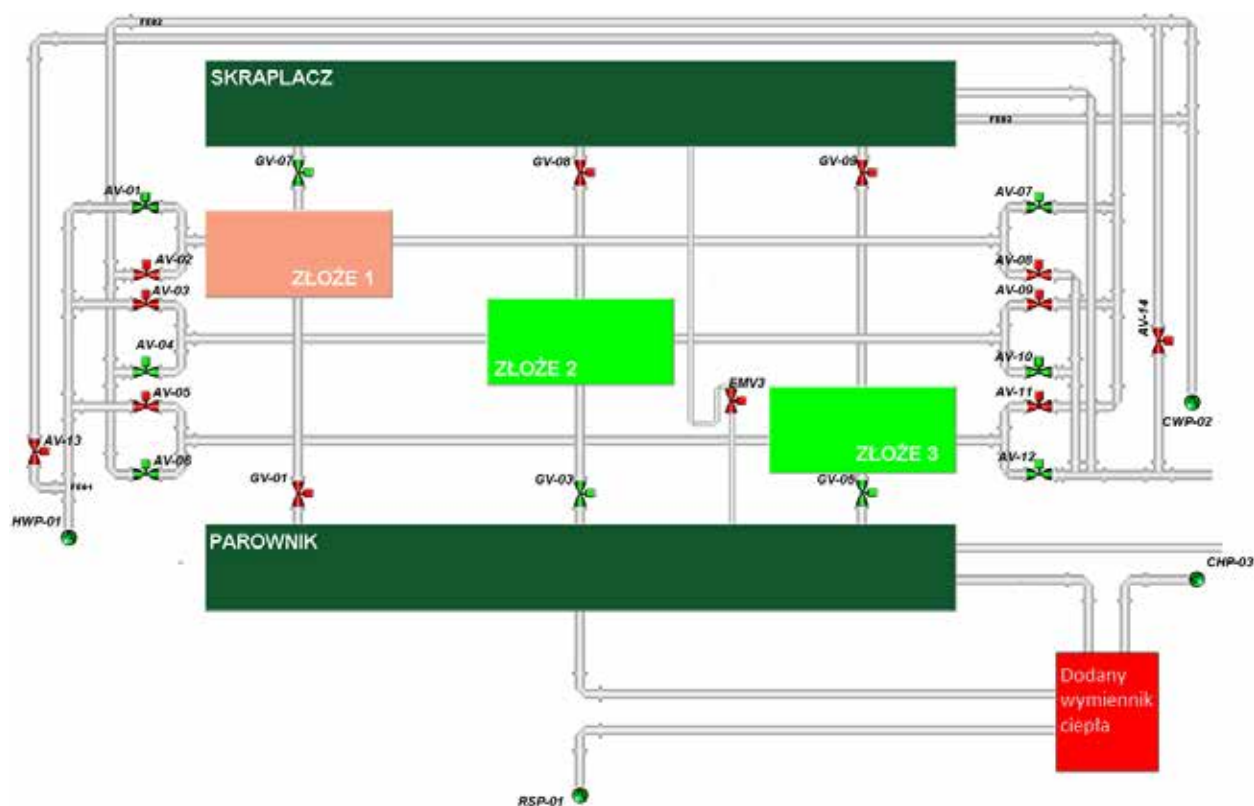 FE02
SKRAPLACZ
FE03
GV-07
GV-08
GV-09
AV-01
AV-07
AV-02
ZŁOŻE 1
AV-08
AV-03
AV-09
AV-14
AV-04
ZŁOŻE 2
AV-10
EMV3
AV-05
AV-11
CWP-02
AV-13
AV-06
ZŁOŻE 3
AV-12
GV-01
GV-03
GV-05
FE01
HWP-01
PAROWNIK
CHP-03
Dodany
wymiennik
ciepła
RSP-01